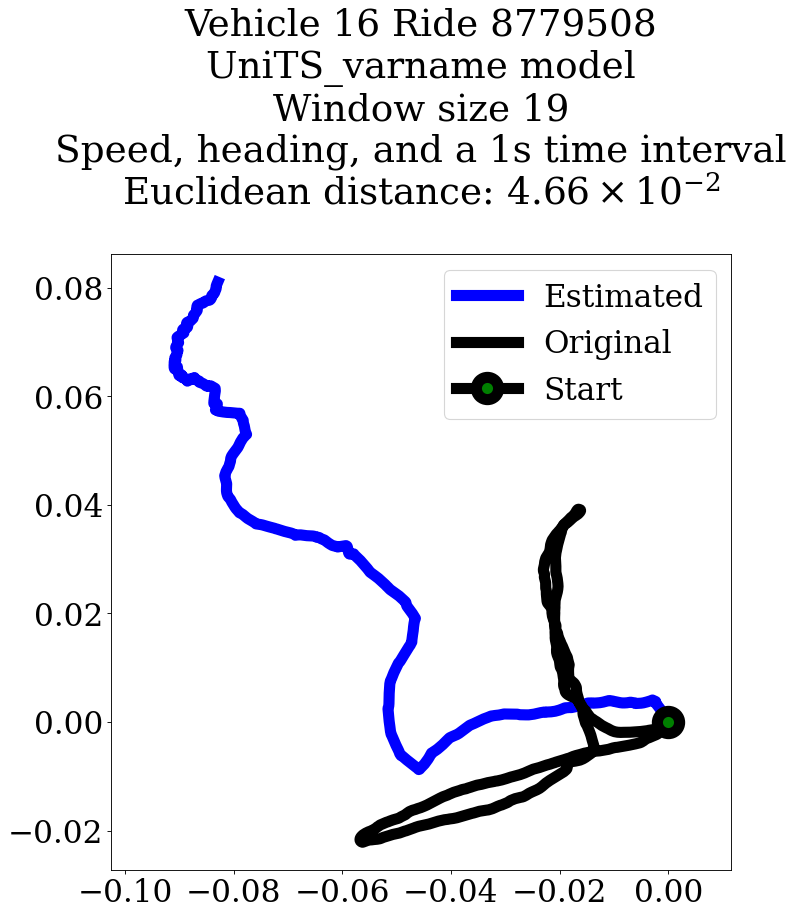 Vehicle 16 Ride 8779508
UniTS_varname model
Window size 19
Speed, heading, and a 1s time interval
Euclidean distance: 4.66 × 10⁻²
Estimated
Original
Start
0.08
0.06
0.04
0.02
0.00
−0.02
−0.10 −0.08 −0.06 −0.04 −0.02 0.00